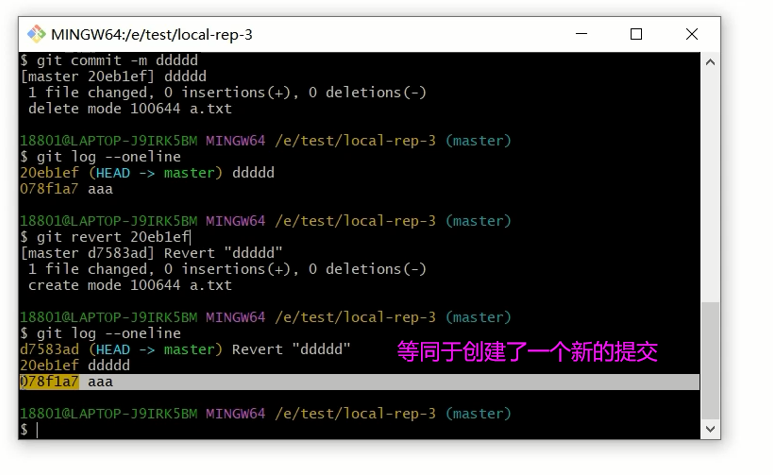 MINGW64:/e/test/local-rep-3
$ git commit -m ddddd
[master 20eb1ef] ddddd
1 file changed, 0 insertions(+), 0 deletions(-)
delete mode 100644 a.txt
18801@LAPTOP-J9IRK5BM MINGW64 /e/test/local-rep-3 (master)
$ git log --oneline
20eb1ef (HEAD -> master) ddddd
078f1a7 aaa
18801@LAPTOP-J9IRK5BM MINGW64 /e/test/local-rep-3 (master)
$ git revert 20eb1ef
[master d7583ad] Revert "ddddd"
1 file changed, 0 insertions(+), 0 deletions(-)
create mode 100644 a.txt
18801@LAPTOP-J9IRK5BM MINGW64 /e/test/local-rep-3 (master)
$ git log --oneline
d7583ad (HEAD -> master) Revert "ddddd"
等同于创建了一个新的提交
20eb1ef ddddd
078f1a7 aaa
18801@LAPTOP-J9IRK5BM MINGW64 /e/test/local-rep-3 (master)
$